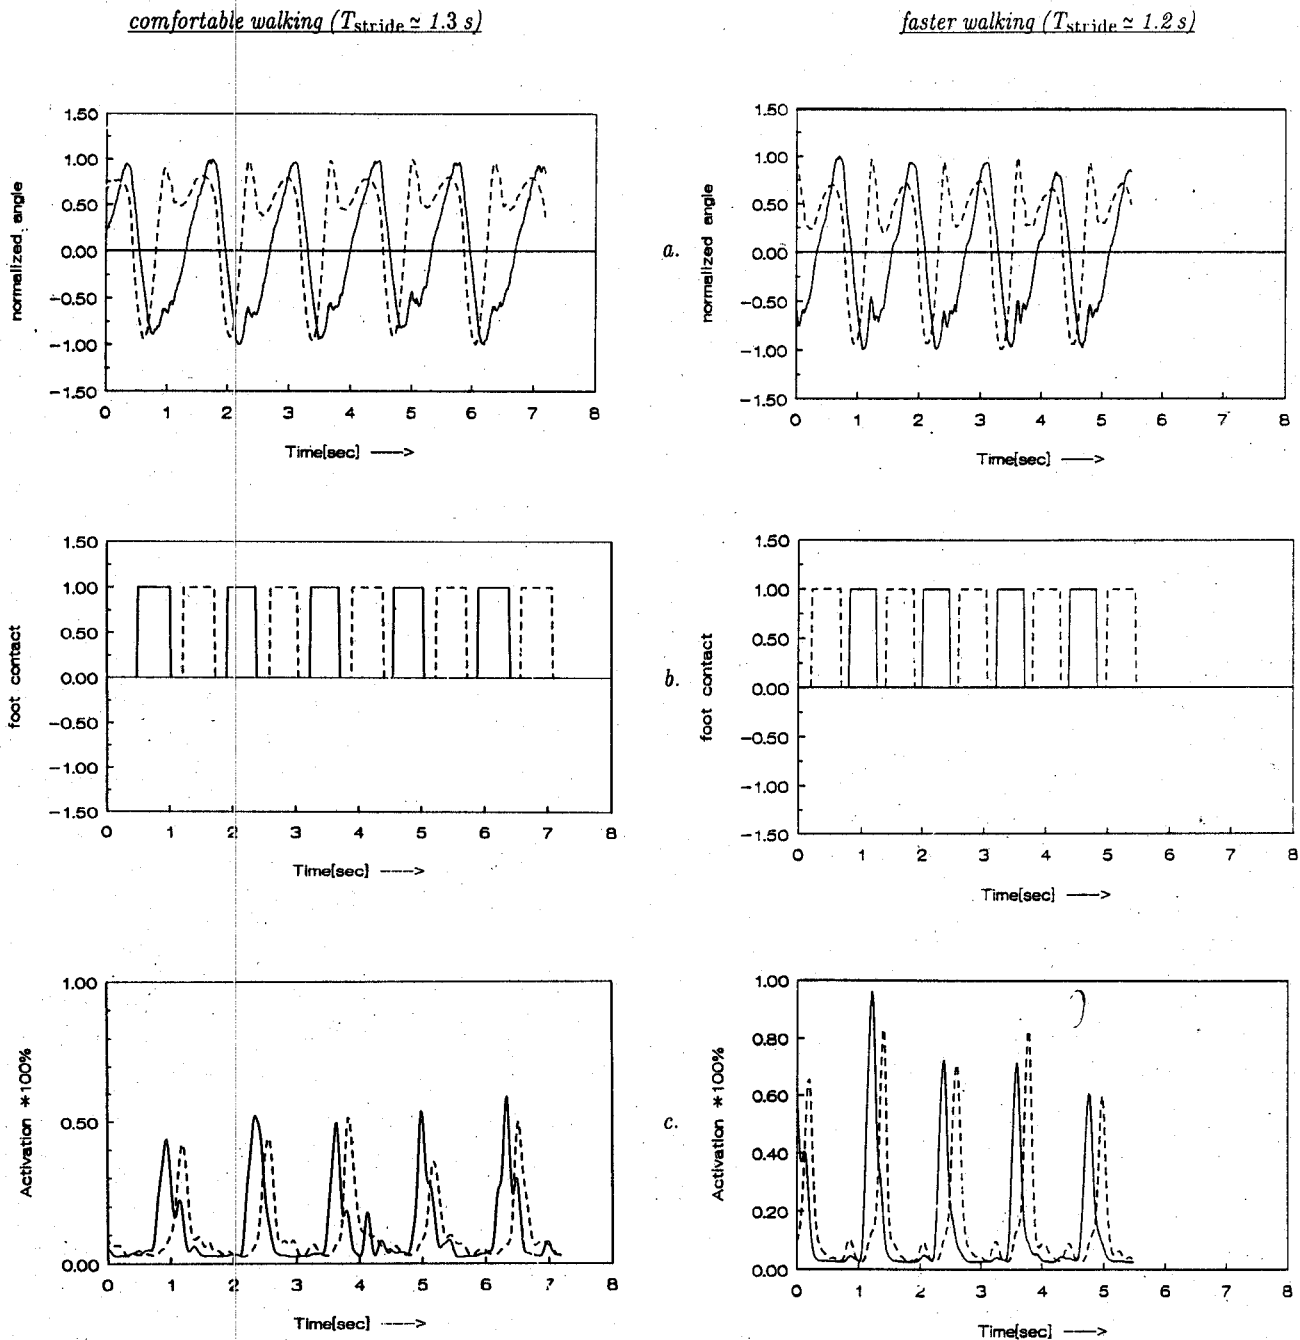 comfortable walking (Tstride ≃ 1.3 s)
faster walking (Tstride ≃ 1.2 s)
1.50
1.00
0.50
0.00
-0.50
-1.00
-1.50
normalized angle
0 1 2 3 4 5 6 7 8
Time[sec] ---->
a.
1.50
1.00
0.50
0.00
-0.50
-1.00
-1.50
normalized angle
0 1 2 3 4 5 6 7 8
Time[sec] ---->
1.50
1.00
0.50
0.00
-0.50
-1.00
-1.50
foot contact
0 1 2 3 4 5 6 7 8
Time[sec] ---->
b.
1.50
1.00
0.50
0.00
-0.50
-1.00
-1.50
foot contact
0 1 2 3 4 5 6 7 8
Time[sec] ---->
1.00
0.50
0.00
Activation *100%
0 1 2 3 4 5 6 7 8
Time[sec] ---->
c.
1.00
0.80
0.60
0.40
0.20
0.00
Activation *100%
0 1 2 3 4 5 6 7 8
Time[sec] ---->